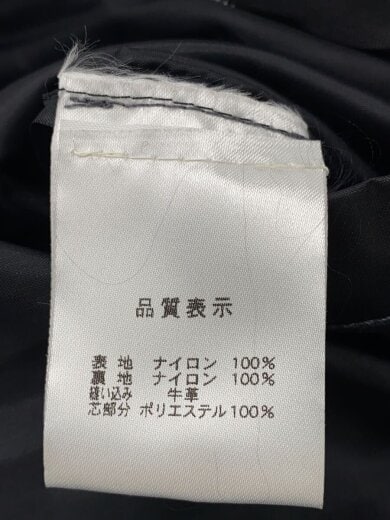 品質表示
表地 ナイロン 100%
裏地 ナイロン 100%
縫い込み 牛革
芯部分 ポリエステル100%